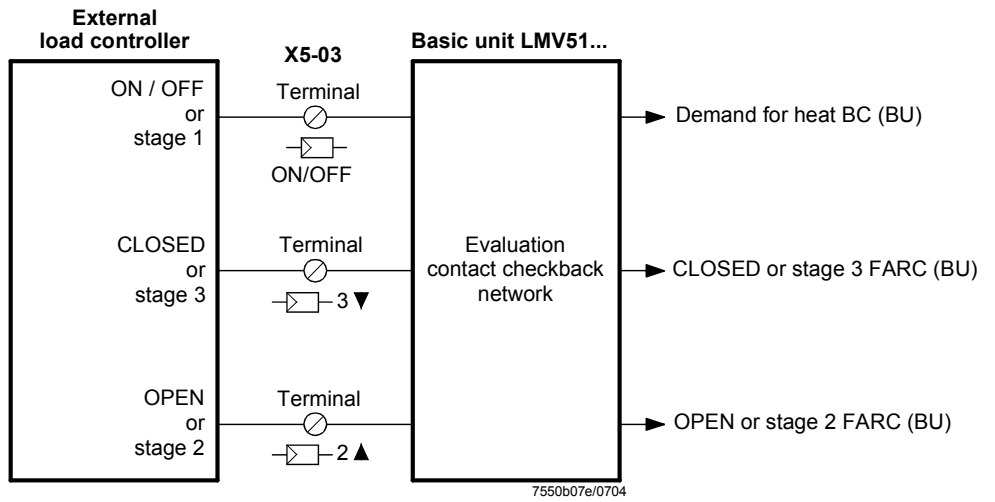 External
load controller
X5-03
Basic unit LMV51...
ON / OFF
or
stage 1
Terminal
ON/OFF
Demand for heat BC (BU)
CLOSED
or
stage 3
Terminal
3 ▼
Evaluation
contact checkback
network
CLOSED or stage 3 FARC (BU)
OPEN
or
stage 2
Terminal
2 ▲
OPEN or stage 2 FARC (BU)
7550b07e/0704